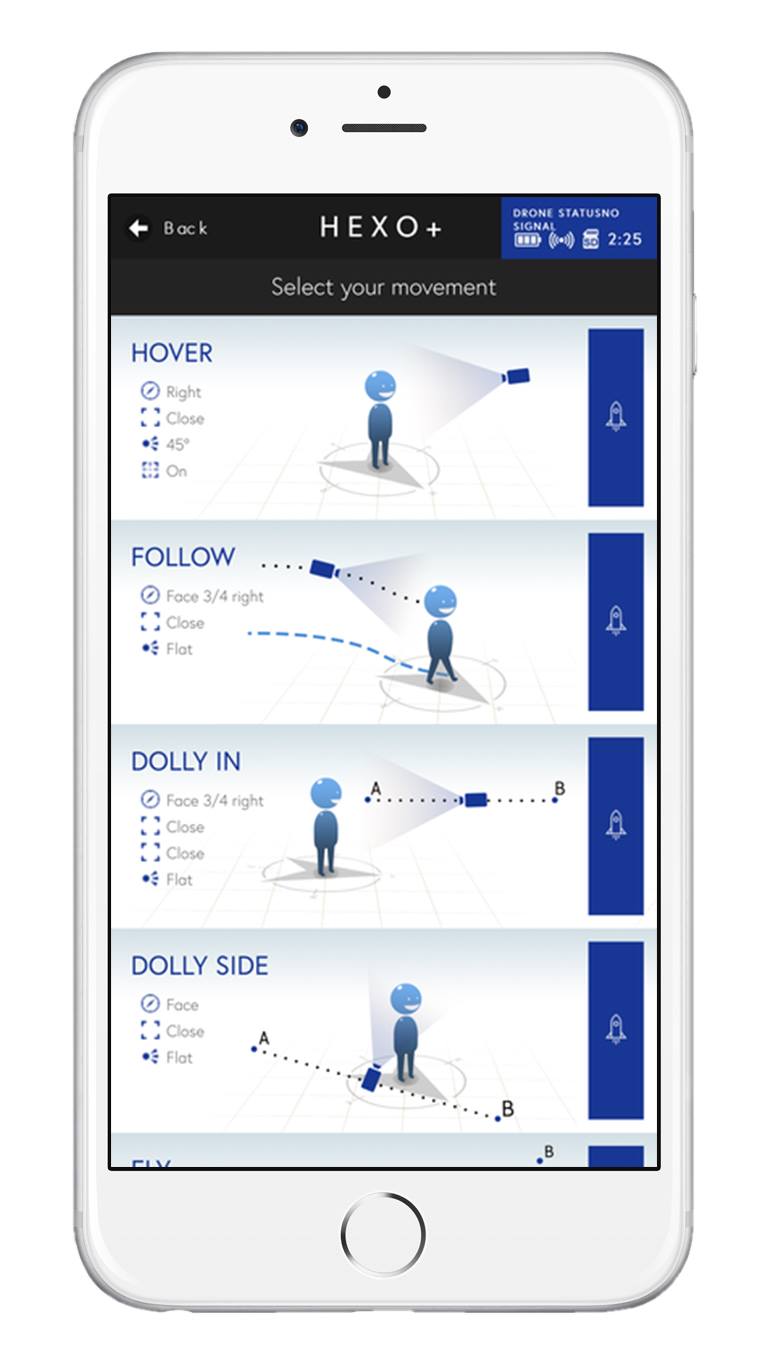 Back
HEXO+
DRONE STATUSNO
SIGNAL
SD
2:25
Select your movement
HOVER
Right
Close
45°
On
FOLLOW
Face 3/4 right
Close
Flat
DOLLY IN
Face 3/4 right
Close
Close
Flat
A
B
DOLLY SIDE
Face
Close
Flat
A
B
B